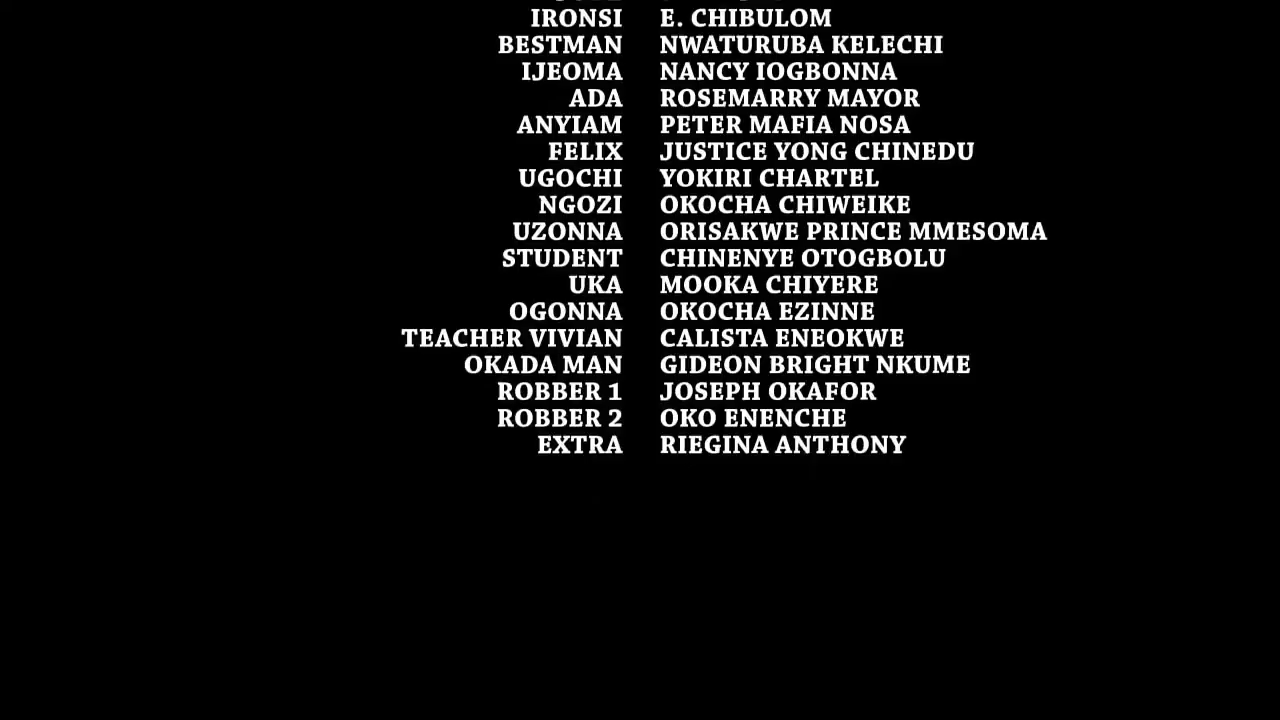 IRONSI E. CHIBULOM
BESTMAN NWATURUBA KELECHI
IJEOMA NANCY IOGBONNA
ADA ROSEMARRY MAYOR
ANYIAM PETER MAFIA NOSA
FELIX JUSTICE YONG CHINEDU
UGOCHI YOKIRI CHARTEL
NGOZI OKOCHA CHIWEIKE
UZONNA ORISAKWE PRINCE MMESOMA
STUDENT CHINENYE OTOGBOLU
UKA MOOKA CHIYERE
OGONNA OKOCHA EZINNE
TEACHER VIVIAN CALISTA ENEOKWE
OKADA MAN GIDEON BRIGHT NKUME
ROBBER 1 JOSEPH OKAFOR
ROBBER 2 OKO ENENCHE
EXTRA RIEGINA ANTHONY